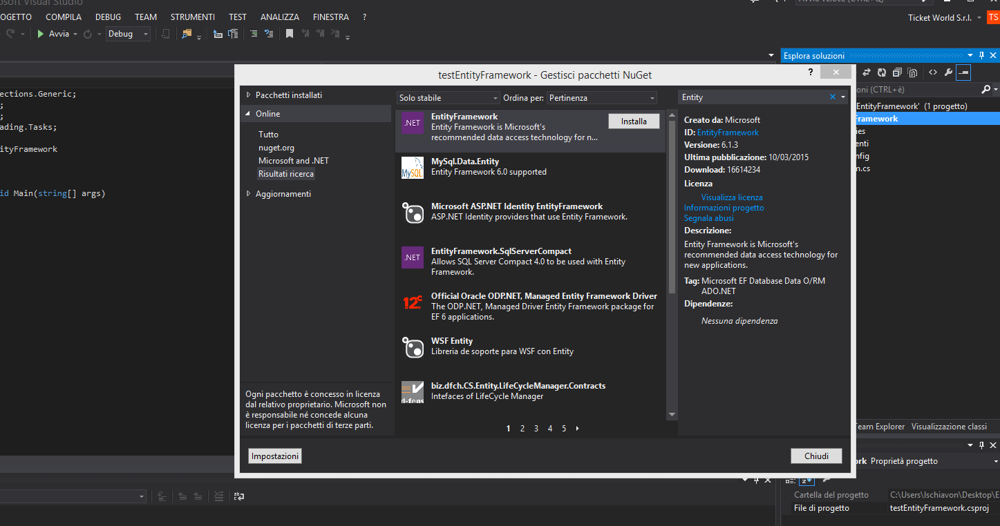 osoft Visual Studio
OGETTO COMPILA DEBUG TEAM STRUMENTI TEST ANALIZZA FINESTRA ?
Ticket World S.r.l. TS
Avvia Debug
Esplora soluzioni
testEntityFramework - Gestisci pacchetti NuGet
?
ections.Generic;
;
;
ading.Tasks;
ityFramework
id Main(string[] args)
Pacchetti installati
Online
Tutto
nuget.org
Microsoft and .NET
Risultati ricerca
Aggiornamenti
Ogni pacchetto è concesso in licenza
dal relativo proprietario. Microsoft non
è responsabile né concede alcuna
licenza per i pacchetti di terze parti.
Impostazioni
Solo stabile Ordina per: Pertinenza
.NET
EntityFramework
Entity Framework is Microsoft's
recommended data access technology for n...
Installa
MySQL
MySql.Data.Entity
Entity Framework 6.0 supported
Microsoft ASP.NET Identity EntityFramework
ASP.NET Identity providers that use Entity Framework.
.NET
EntityFramework.SqlServerCompact
Allows SQL Server Compact 4.0 to be used with Entity
Framework.
12c
Official Oracle ODP.NET, Managed Entity Framework Driver
The ODP.NET, Managed Driver Entity Framework package for
EF 6 applications.
WSF Entity
Libreria de soporte para WSF con Entity
d-fens
biz.dfch.CS.Entity.LifeCycleManager.Contracts
Intefaces of LifeCycle Manager
1 2 3 4 5
Entity
Creato da: Microsoft
ID: EntityFramework
Versione: 6.1.3
Ultima pubblicazione: 10/03/2015
Download: 16614234
Licenza
Visualizza licenza
Informazioni progetto
Segnala abusi
Descrizione:
Entity Framework is Microsoft's
recommended data access technology for
new applications.
Tag: Microsoft EF Database Data O/RM
ADO.NET
Dipendenze:
Nessuna dipendenza
Chiudi
oni (CTRL+è)
EntityFramework' (1 progetto)
ramework
ies
enti
nfig
n.cs
Team Explorer Visualizzazione classi
ork Proprietà progetto
Cartella del progetto C:\Users\lschiavon\Desktop\E
File di progetto testEntityFramework.csproj